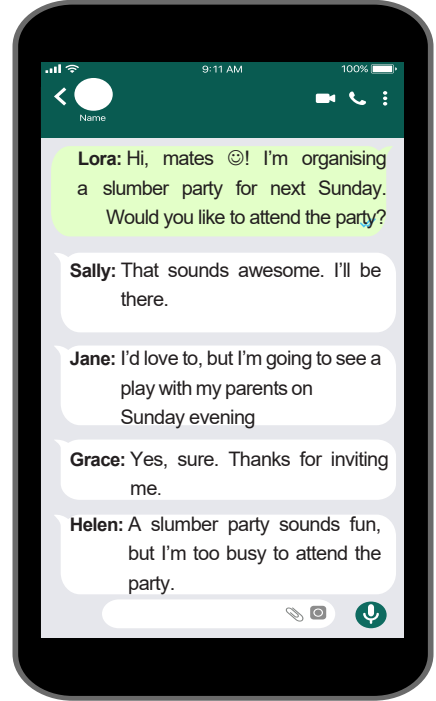 9:11 AM 100%
Name
Lora: Hi, mates ☺! I'm organising
a slumber party for next Sunday.
Would you like to attend the party?
Sally: That sounds awesome. I'll be
there.
Jane: I'd love to, but I'm going to see a
play with my parents on
Sunday evening
Grace: Yes, sure. Thanks for inviting
me.
Helen: A slumber party sounds fun,
but I'm too busy to attend the
party.